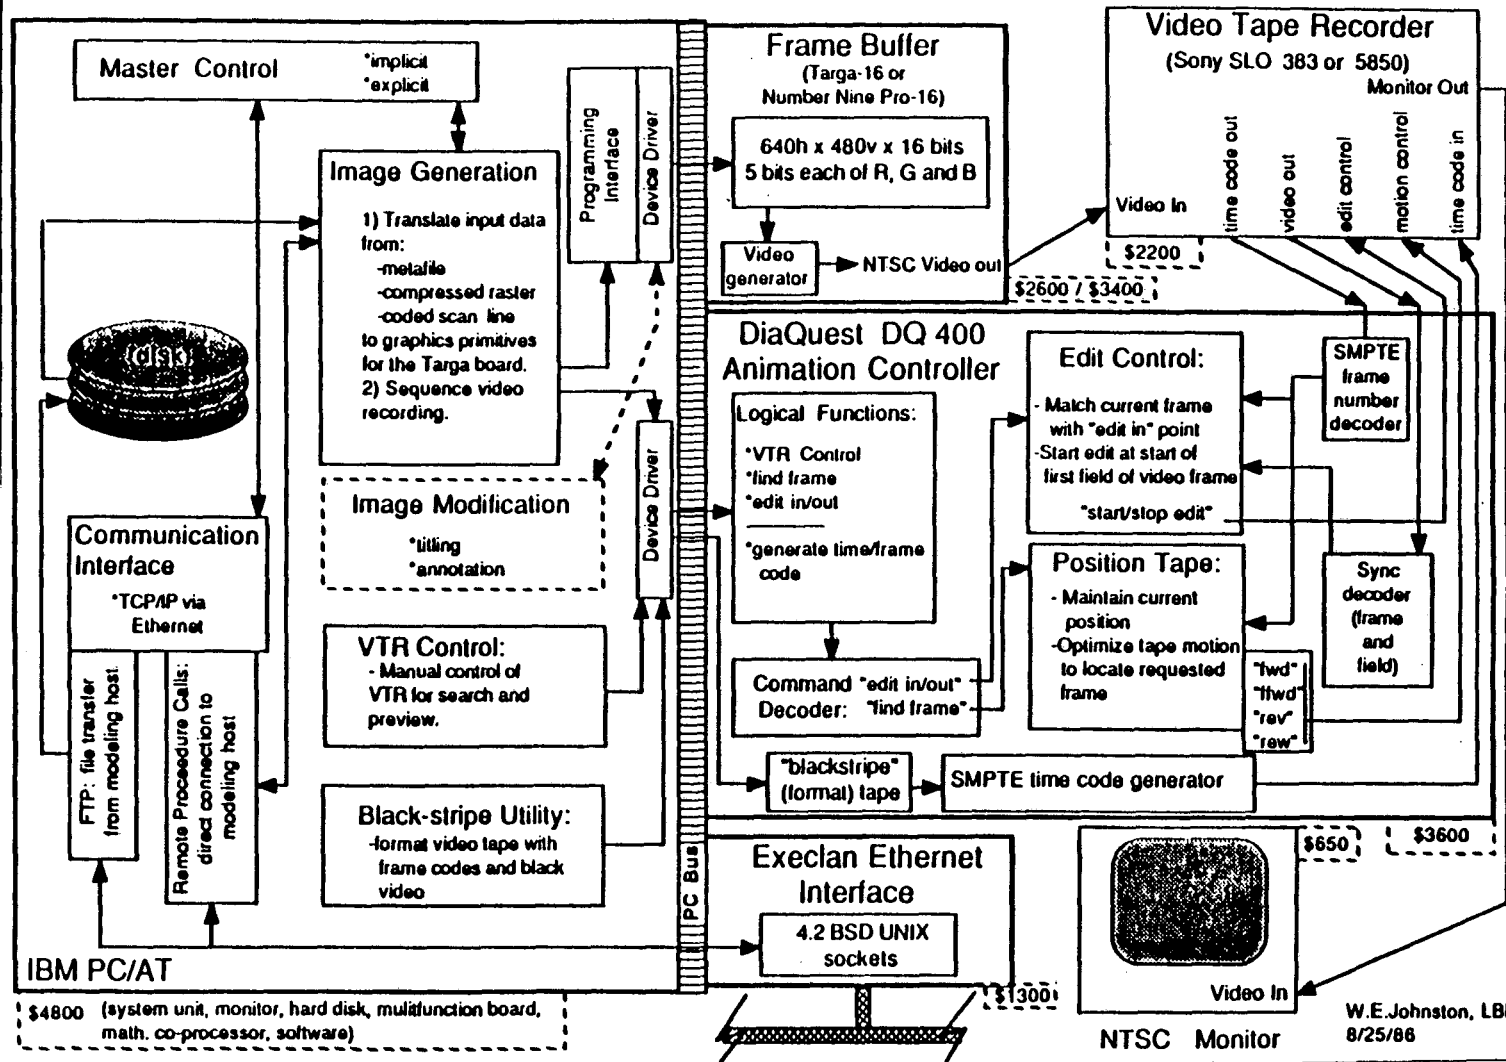 Master Control
*implicit
*explicit
Image Generation
1) Translate input data
from:
-metafile
-compressed raster
-coded scan line
to graphics primitives
for the Targa board.
2) Sequence video
recording.
Programming
Interface
Device Driver
disk
Image Modification
*titling
*annotation
Device Driver
Communication
Interface
*TCP/IP via
Ethernet
FTP: file transfer
from modeling host
Remote Proceedure Calls:
direct connection to
modeling host
VTR Control:
- Manual control of
VTR for search and
preview.
Black-stripe Utility:
-format video tape with
frame codes and black
video
IBM PC/AT
$4800 (system unit, monitor, hard disk, mulitfunction board,
math. co-processor, software)
PC Bus
Frame Buffer
(Targa-16 or
Number Nine Pro-16)
640h x 480v x 16 bits
5 bits each of R, G and B
Video
generator
NTSC Video out
$2600 / $3400
Video Tape Recorder
(Sony SLO 383 or 5850)
Monitor Out
Video In
time code out
video out
edit control
motion control
time code in
$2200
DiaQuest DQ 400
Animation Controller
Logical Functions:
*VTR Control
*find frame
*edit in/out
*generate time/frame
code
Command "edit in/out"
Decoder: "find frame"
Edit Control:
- Match current frame
with "edit in" point
-Start edit at start of
first field of video frame
"start/stop edit"
SMPTE
frame
number
decoder
Position Tape:
- Maintain current
position
-Optimize tape motion
to locate requested
frame
"fwd"
"ffwd"
"rev"
"rew"
Sync
decoder
(frame
and
field)
"blackstripe"
(format) tape
SMPTE time code generator
$3600
Execlan Ethernet
Interface
4.2 BSD UNIX
sockets
$1300
$650
Video In
NTSC Monitor
W.E.Johnston, LB
8/25/86